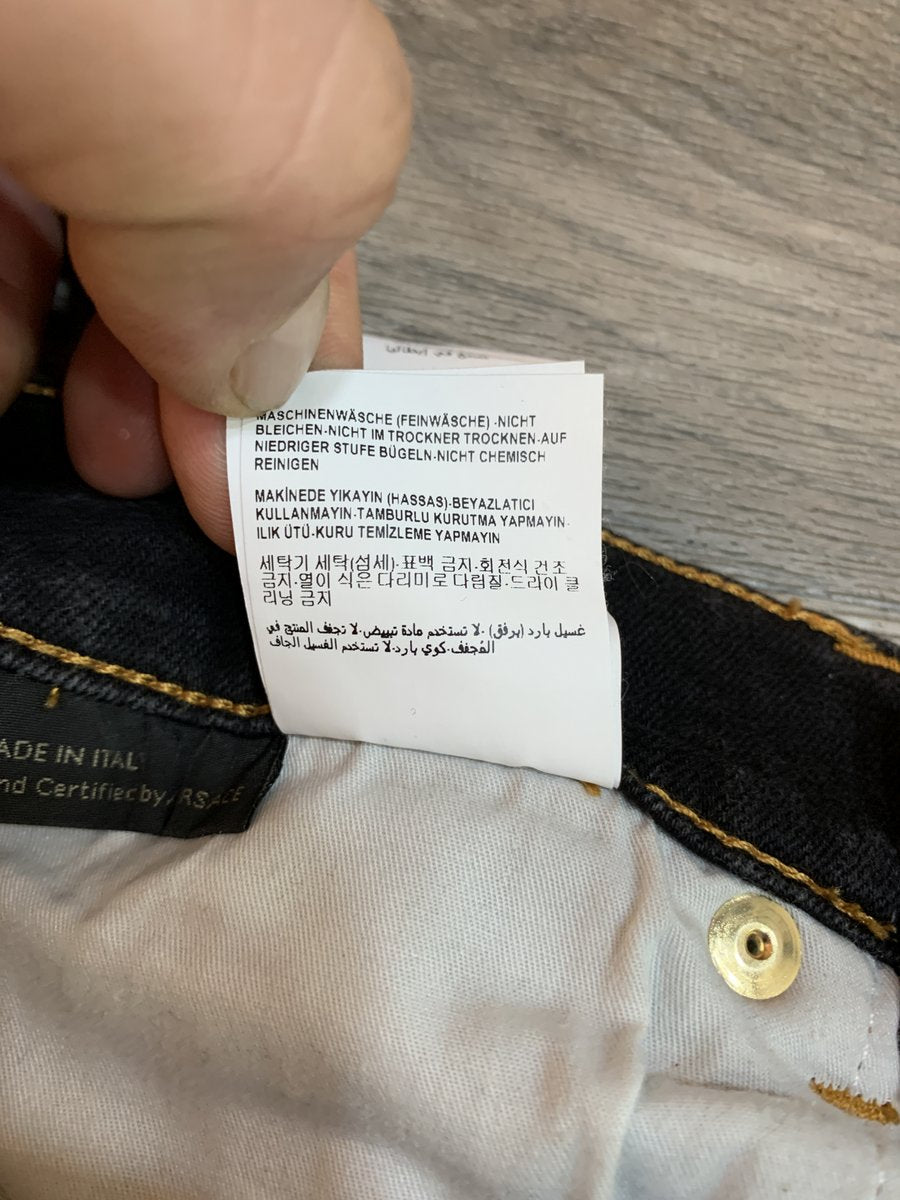 MASCHINENWÄSCHE (FEINWÄSCHE) -NICHT
BLEICHEN-NICHT IM TROCKNER TROCKNEN-AUF
NIEDRIGER STUFE BÜGELN-NICHT CHEMISCH
REINIGEN
MAKİNEDE YIKAYIN (HASSAS)-BEYAZLATICI
KULLANMAYIN-TAMBURLU KURUTMA YAPMAYIN-
ILIK ÜTÜ-KURU TEMİZLEME YAPMAYIN
세탁기 세탁(섬세)-표백 금지-회전식 건조
금지-열이 식은 다리미로 다림질-드라이 클
리닝 금지
غسيل بارد (برفق) -لا تستخدم مادة تبييض-لا تجفف المنتج في
المُجفف-كوي بارد-لا تستخدم الغسيل الجاف
ADE IN ITAL
nd Certified by